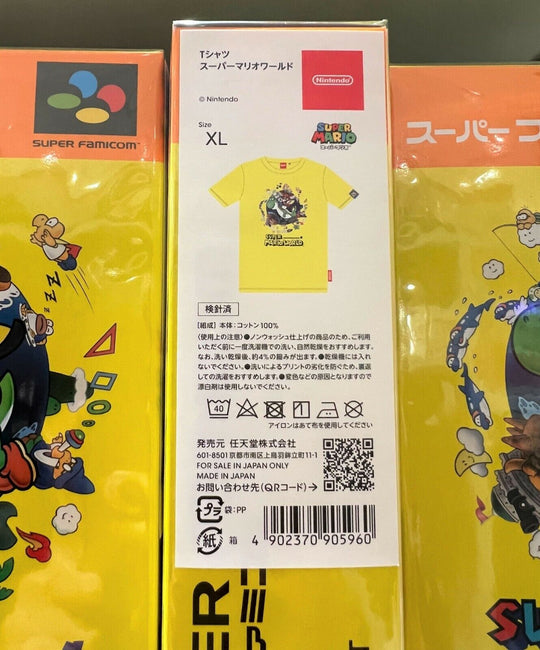 SUPER FAMICOM™
Tシャツ
スーパーマリオワールド
Nintendo
© Nintendo
Size
XL
SUPER
MARIO
SUPER
MARIOWORLD
検針済
【組成】本体：コットン100％
〈使用上の注意〉●ノンウォッシュ仕上げの商品のため、ご利用
いただく前に一度洗濯機での洗い、自然乾燥をおすすめします。
なお、洗い乾燥後、約4％の縮みが出ます。●乾燥機には入れ
ないでください。●洗いによるプリントの劣化を防ぐため、裏返
しての洗濯をおすすめします。●変色などの原因となりますので
漂白剤は使用しないでください。
40
アイロンはあて布を使用してください
発売元 任天堂株式会社
601-8501 京都市南区上鳥羽鉾立町11-1
FOR SALE IN JAPAN ONLY
MADE IN JAPAN
お問い合わせ先（QRコード）→
プラ
袋：PP
紙
箱
4 902370 905960
スーパーフ
ZZZ
ER
SU